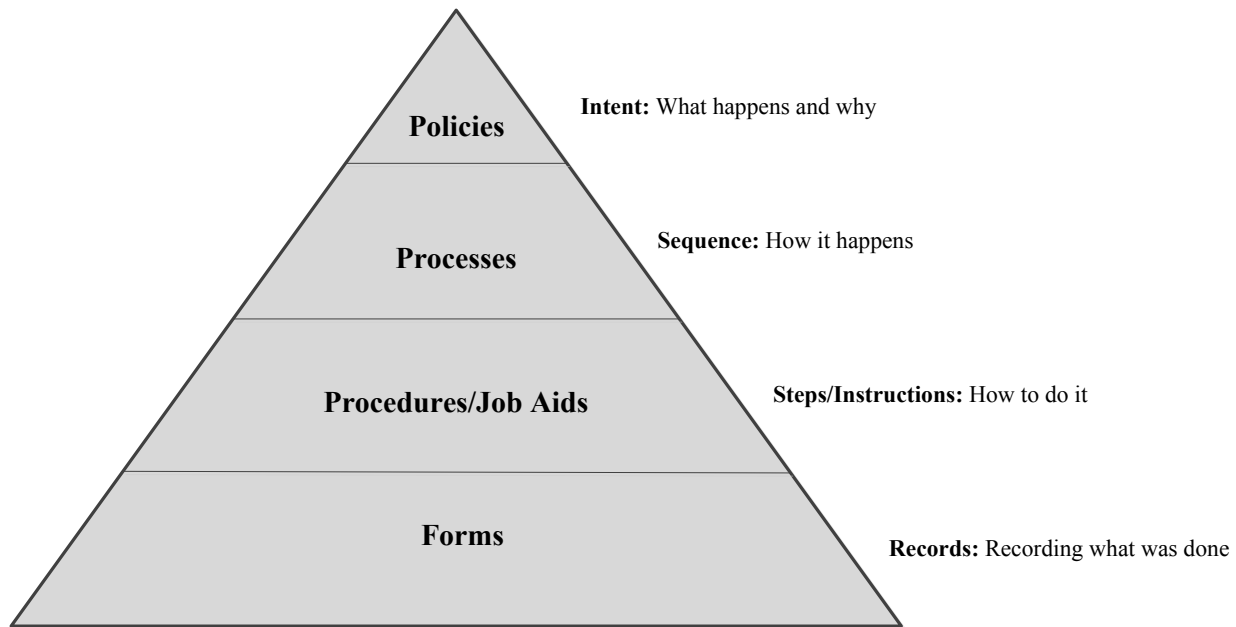 Policies
Intent: What happens and why
Processes
Sequence: How it happens
Procedures/Job Aids
Steps/Instructions: How to do it
Forms
Records: Recording what was done